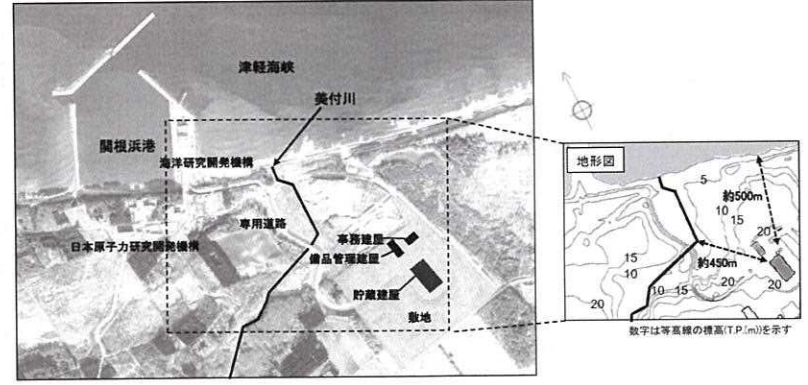 津軽海峡
美付川
関根浜港
海洋研究開発機構
専用道路
日本原子力研究開発機構
事務建屋
備品管理建屋
貯蔵建屋
敷地
地形図
5
約500m
10
15
20
約450m
15
10
20
10
15
20
20
数字は等高線の標高(T.P.[m])を示す